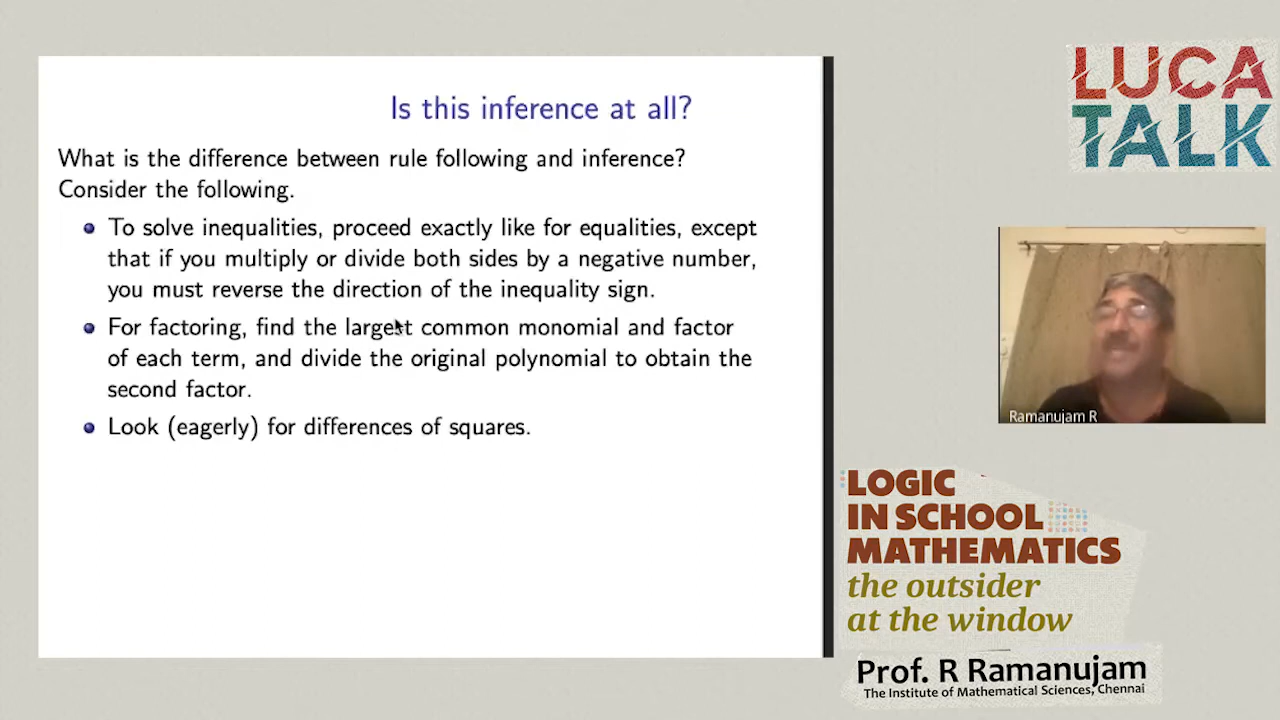 Is this inference at all?
What is the difference between rule following and inference?
Consider the following.
To solve inequalities, proceed exactly like for equalities, except
that if you multiply or divide both sides by a negative number,
you must reverse the direction of the inequality sign.
For factoring, find the largest common monomial and factor
of each term, and divide the original polynomial to obtain the
second factor.
Look (eagerly) for differences of squares.
LUCA
TALK
Ramanujam R
LOGIC
IN SCHOOL
MATHEMATICS
the outsider
at the window
Prof. R Ramanujam
The Institute of Mathematical Sciences, Chennai